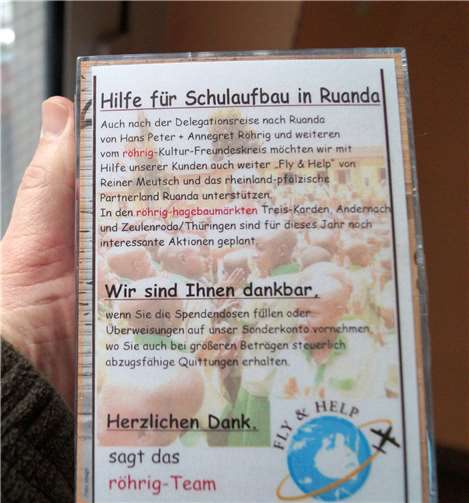 Hilfe für Schulaufbau in Ruanda
Auch nach der Delegationsreise nach Ruanda
von Hans Peter + Annegret Röhrig und weiteren
vom röhrig-Kultur-Freundeskreis möchten wir mit
Hilfe unserer Kunden auch weiter „Fly & Help" von
Reiner Meutsch und das rheinland-pfälzische
Partnerland Ruanda unterstützen.
In den röhrig-hagebaumärkten Treis-Karden, Andernach
und Zeulenroda/Thüringen sind für dieses Jahr noch
interessante Aktionen geplant.
Wir sind Ihnen dankbar,
wenn Sie die Spendendosen füllen oder
Überweisungen auf unser Sonderkonto vornehmen,
wo Sie auch bei größeren Beträgen steuerlich
abzugsfähige Quittungen erhalten.
Herzlichen Dank,
sagt das
röhrig-Team
FLY & HELP